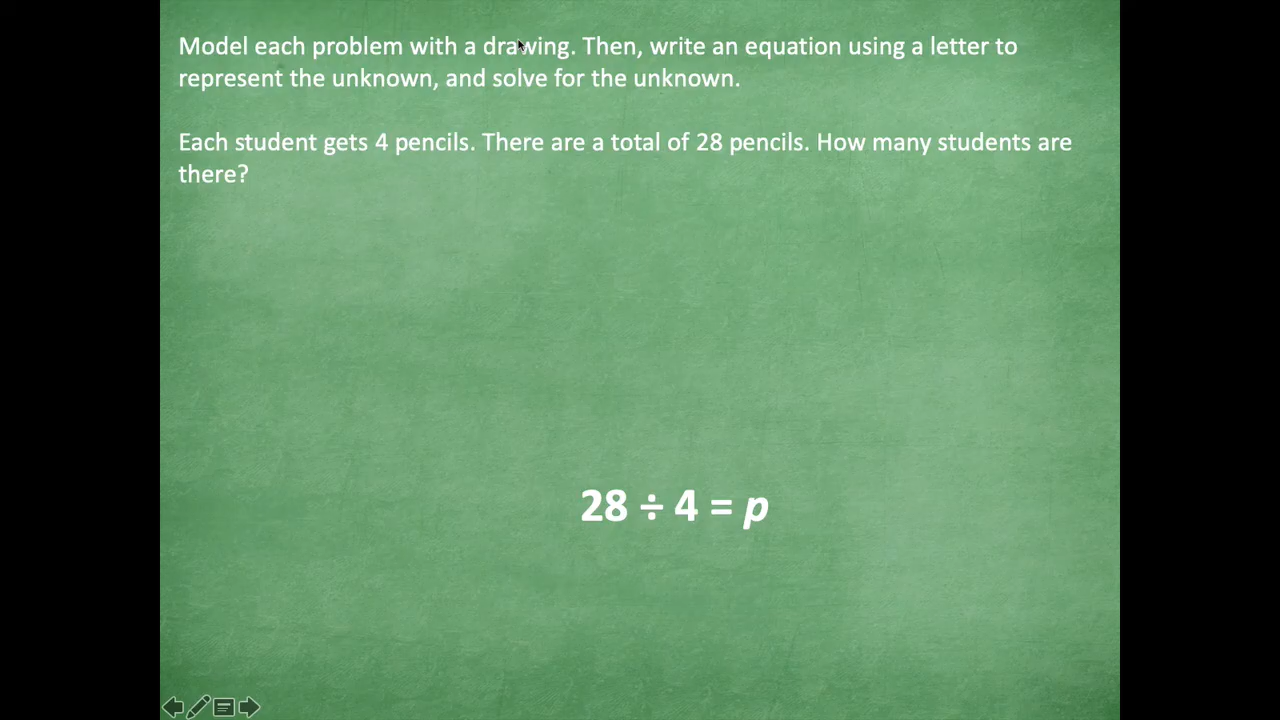 Model each problem with a drawing. Then, write an equation using a letter to
represent the unknown, and solve for the unknown.
Each student gets 4 pencils. There are a total of 28 pencils. How many students are
there?
28 ÷ 4 = p